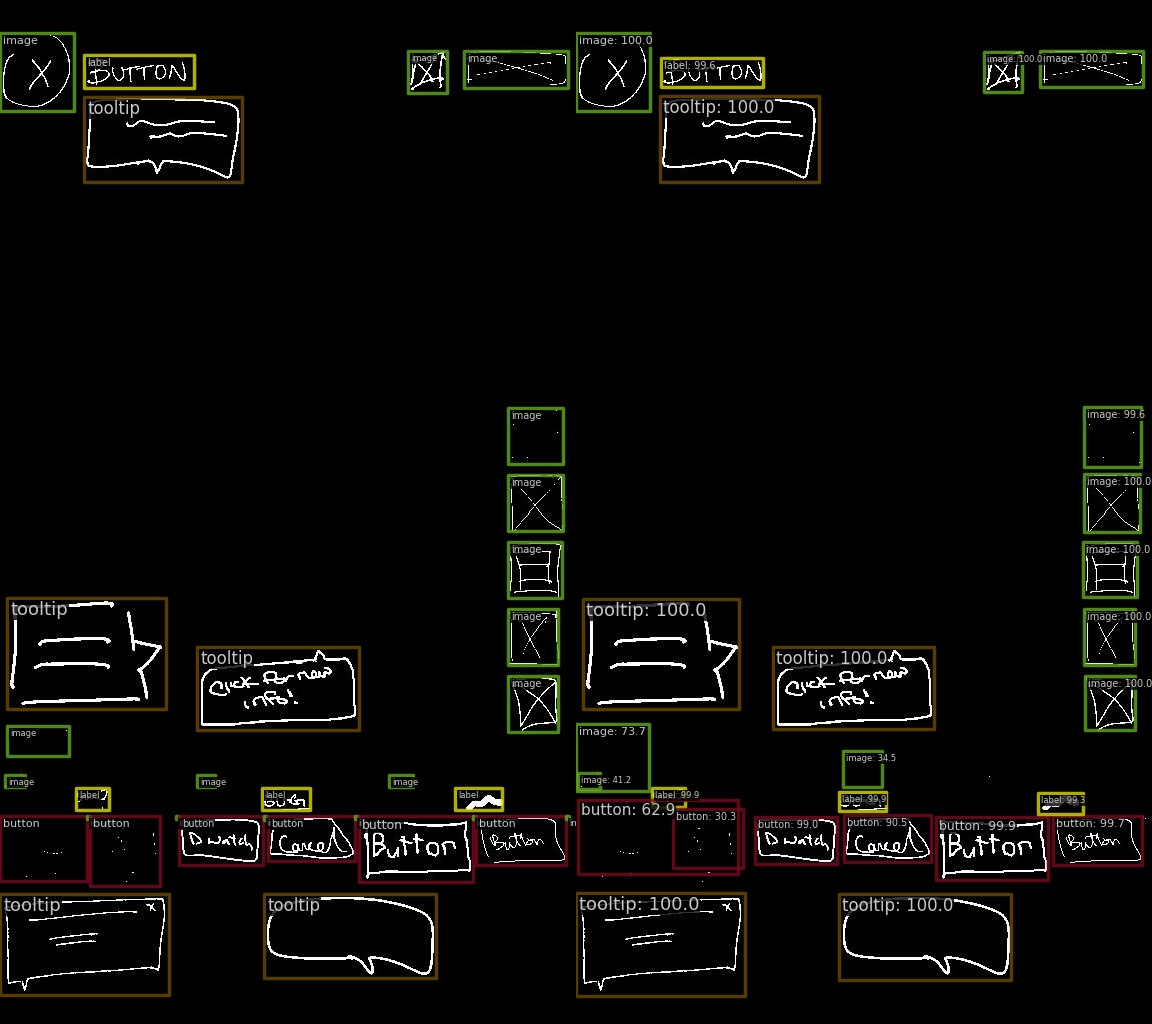 image image: 100.0
X X
label label: 99.6
BUTTON BUTTON
image image image: 100.0 image: 100.0
tooltip tooltip: 100.0
image image: 99.6
image image: 100.0
image image: 100.0
tooltip tooltip: 100.0
image image: 100.0
tooltip tooltip: 100.0
Click for new Click for new
info! info!
image image: 100.0
image image: 73.7
image: 34.5
image image image image: 41.2
label label label label: 99.9 label: 99.9 label: 99.3
button button button button button button button: 62.9 button: 30.3 button: 99.0 button: 90.5 button: 99.9 button: 99.7
D watch Cancel Button Button D watch Cancel Button Button
tooltip x tooltip tooltip: 100.0 x tooltip: 100.0